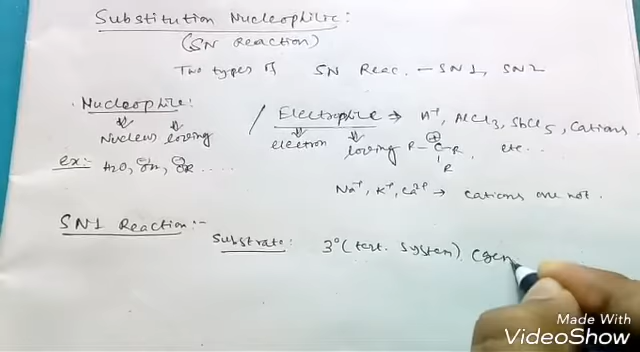 Substitution Nucleophilic:
(SN Reaction)
Two types of SN Reac. - SN1, SN2
Nucleophile: / Electrophile → H⁺, AlCl3, SbCl5, Cations
Nucleus loving electron loving R-C⊕-R, etc..
R
ex: H2O, ⊖OH, ⊖OR ....
Na⁺, K⁺, Ca²⁺ → cations are not.
SN1 Reaction:-
Substrate: 3°(tert. System) (gen
Made With
VideoShow